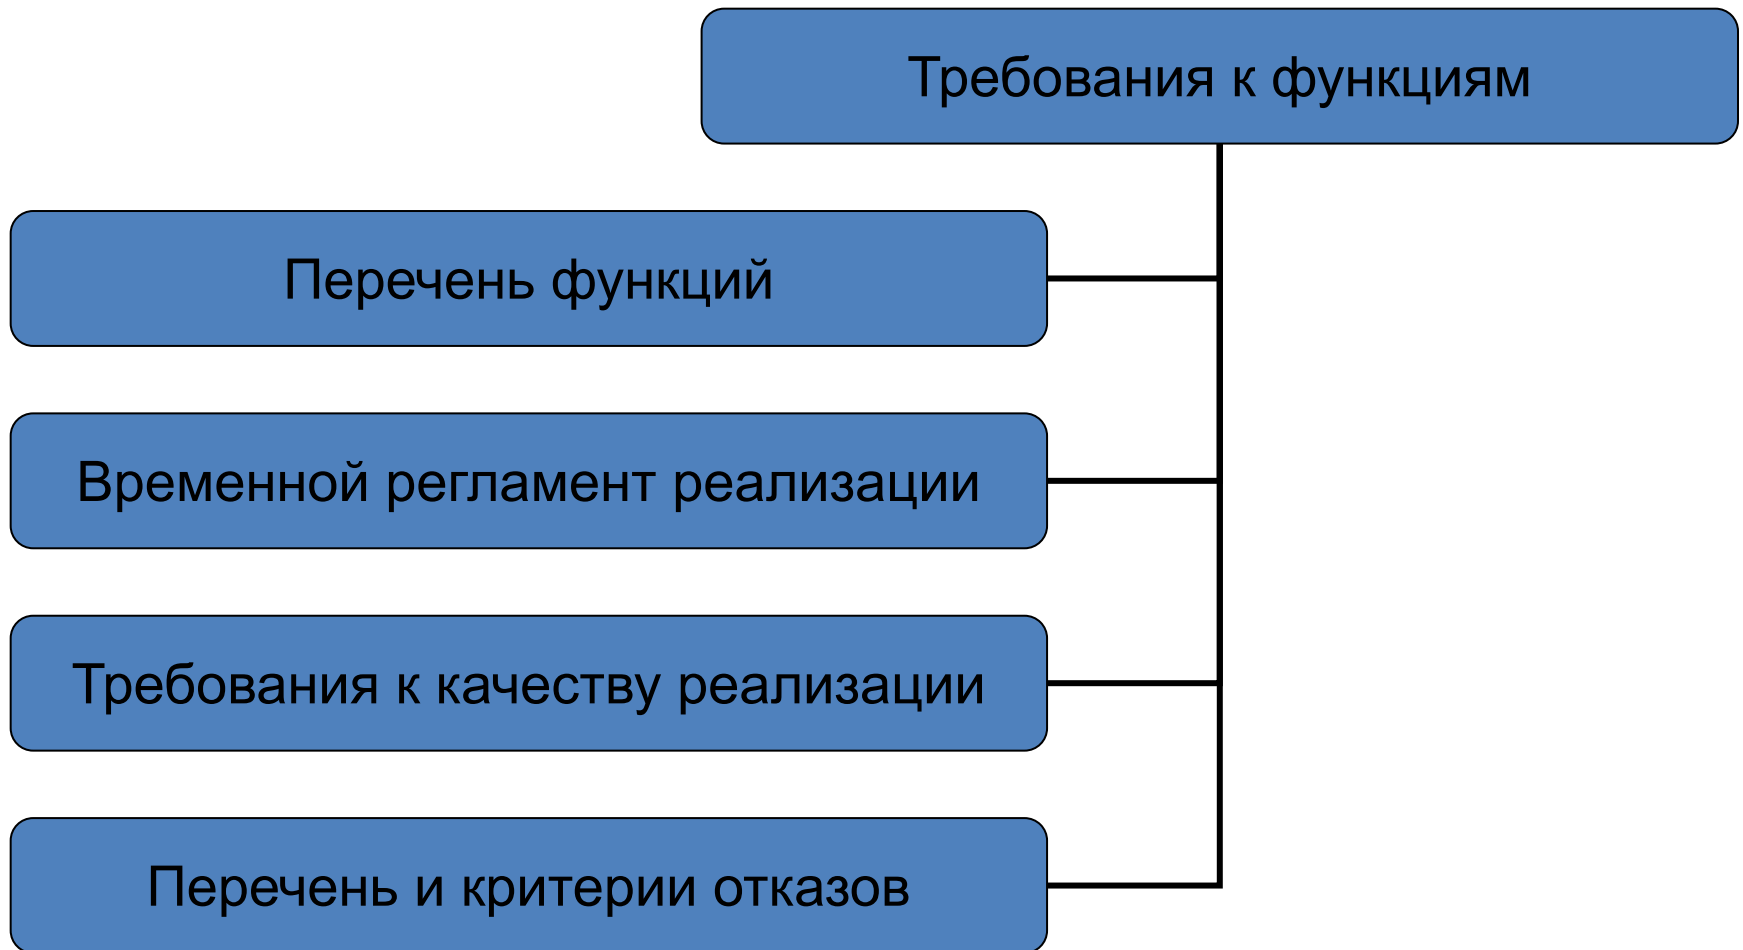 Требования к функциям
Перечень функций
Временной регламент реализации
Требования к качеству реализации
Перечень и критерии отказов